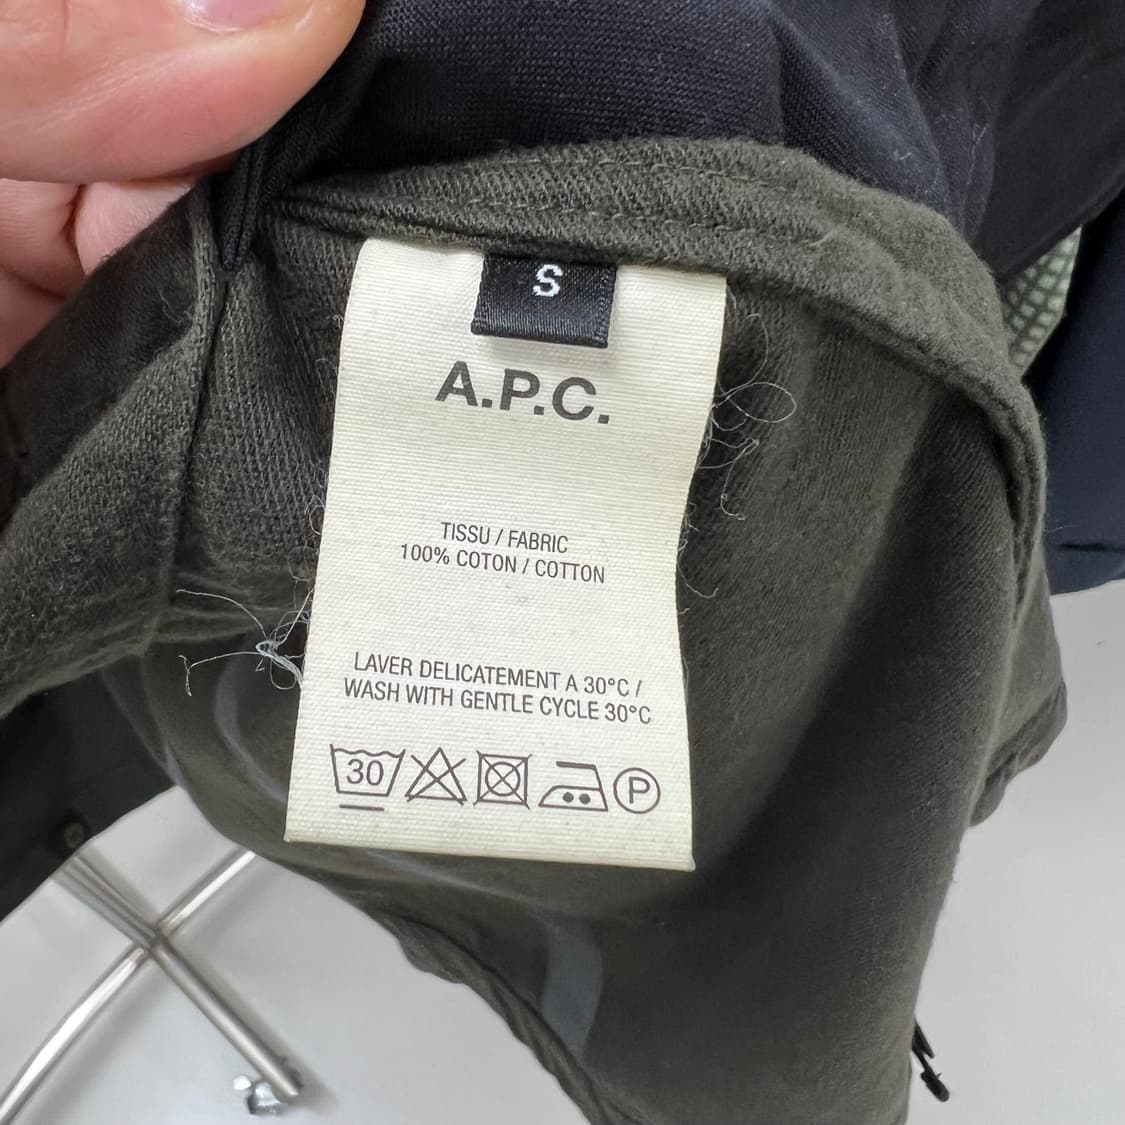 S
A.P.C.
TISSU / FABRIC
100% COTON / COTTON
LAVER DELICATEMENT A 30°C /
WASH WITH GENTLE CYCLE 30°C
30 P